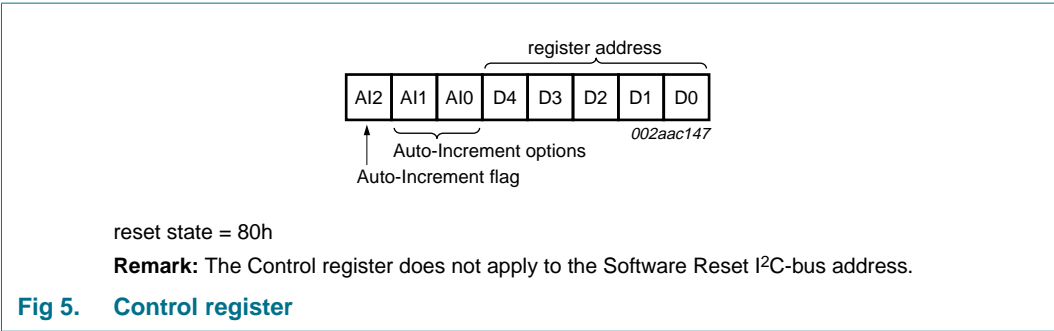 register address
AI2 AI1 AI0 D4 D3 D2 D1 D0
002aac147
Auto-Increment options
Auto-Increment flag
reset state = 80h
Remark: The Control register does not apply to the Software Reset I2C-bus address.
Fig 5. Control register